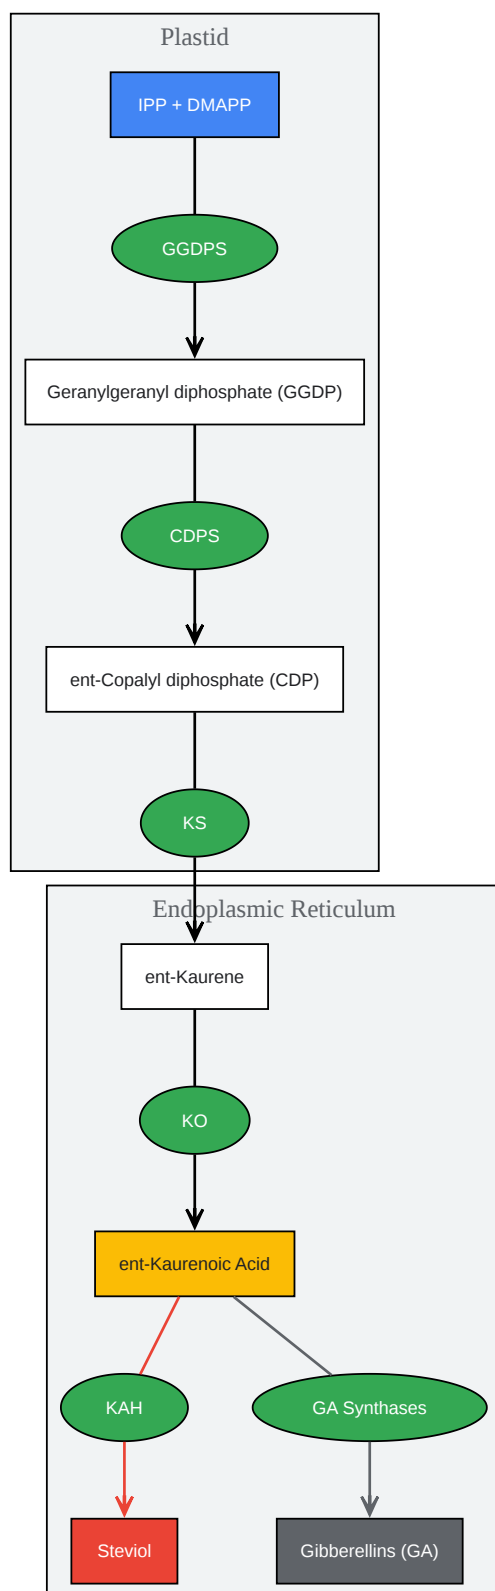 Plastid
IPP + DMAPP
GGDPS
Geranylgeranyl diphosphate (GGDP)
CDPS
ent-Copalyl diphosphate (CDP)
KS
Endoplasmic Reticulum
ent-Kaurene
KO
ent-Kaurenoic Acid
KAH
GA Synthases
Steviol
Gibberellins (GA)